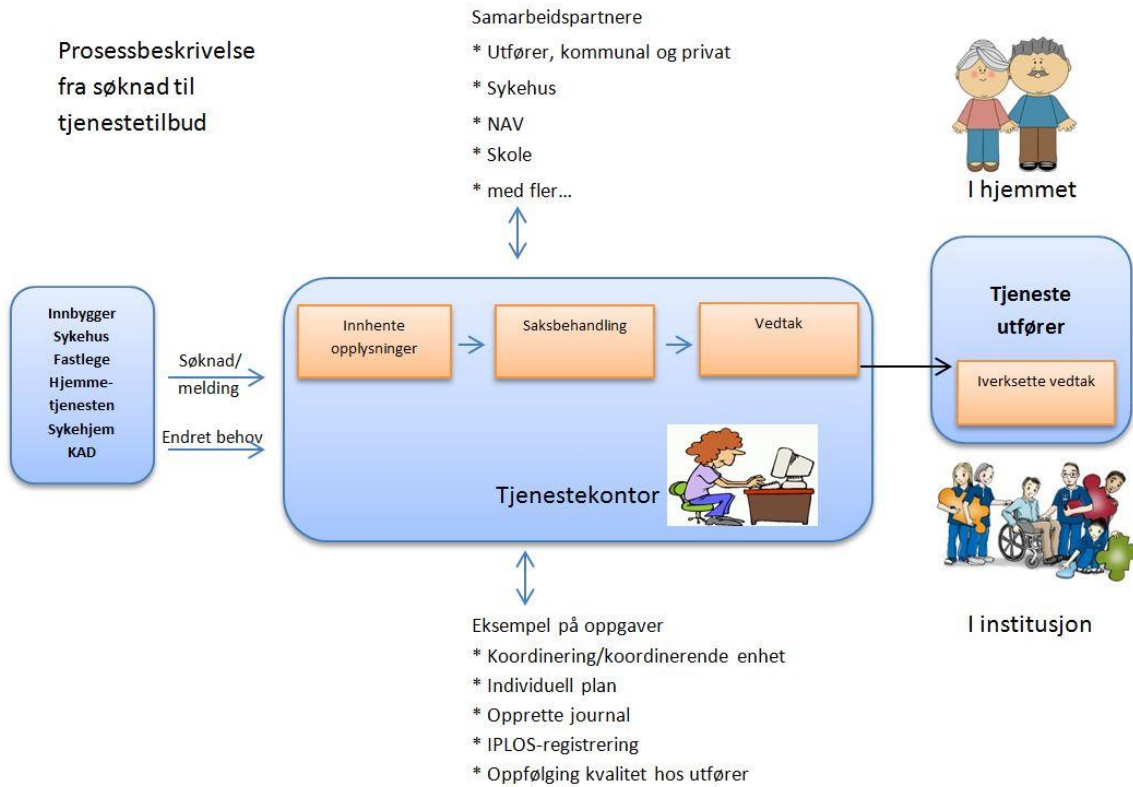 Prosessbeskrivelse
fra søknad til
tjenestetilbud
Samarbeidspartnere
* Utfører, kommunal og privat
* Sykehus
* NAV
* Skole
* med fler...
I hjemmet
Innbygger
Sykehus
Fastlege
Hjemme-
tjenesten
Sykehjem
KAD
Søknad/
melding
Endret behov
Innhente
opplysninger
Saksbehandling
Vedtak
Tjenestekontor
Tjeneste
utfører
Iverksette vedtak
I institusjon
Eksempel på oppgaver
* Koordinering/koordinerende enhet
* Individuell plan
* Opprette journal
* IPLOS-registrering
* Oppfølging kvalitet hos utfører